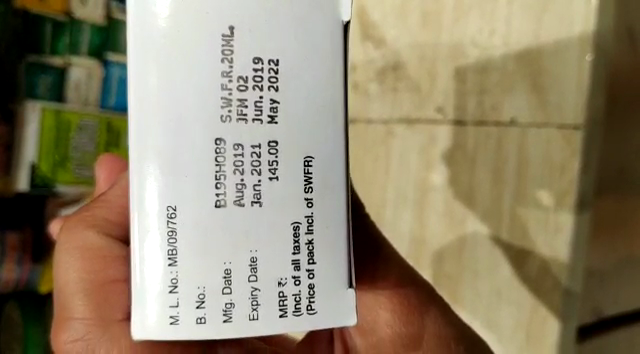 M. L. No.: MB/09/762
B. No.: B195H089 S.W.F.R.20ML.
Mfg. Date : Aug. 2019 JFM 02
Expiry Date : Jan. 2021 Jun. 2019
MRP ₹: 145.00 May 2022
(Incl. of all taxes)
(Price of pack Incl. of SWFR)